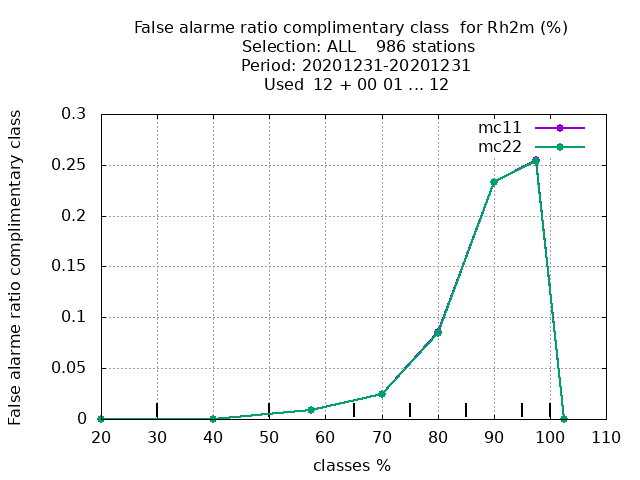 False alarme ratio complimentary class  for Rh2m (%)
Selection: ALL    986 stations
Period: 20201231-20201231
Used  12 + 00 01 ... 12
False alarme ratio complimentary class
0.3
0.25
0.2
0.15
0.1
0.05
0
mc11
mc22
20 30 40 50 60 70 80 90 100 110
classes %